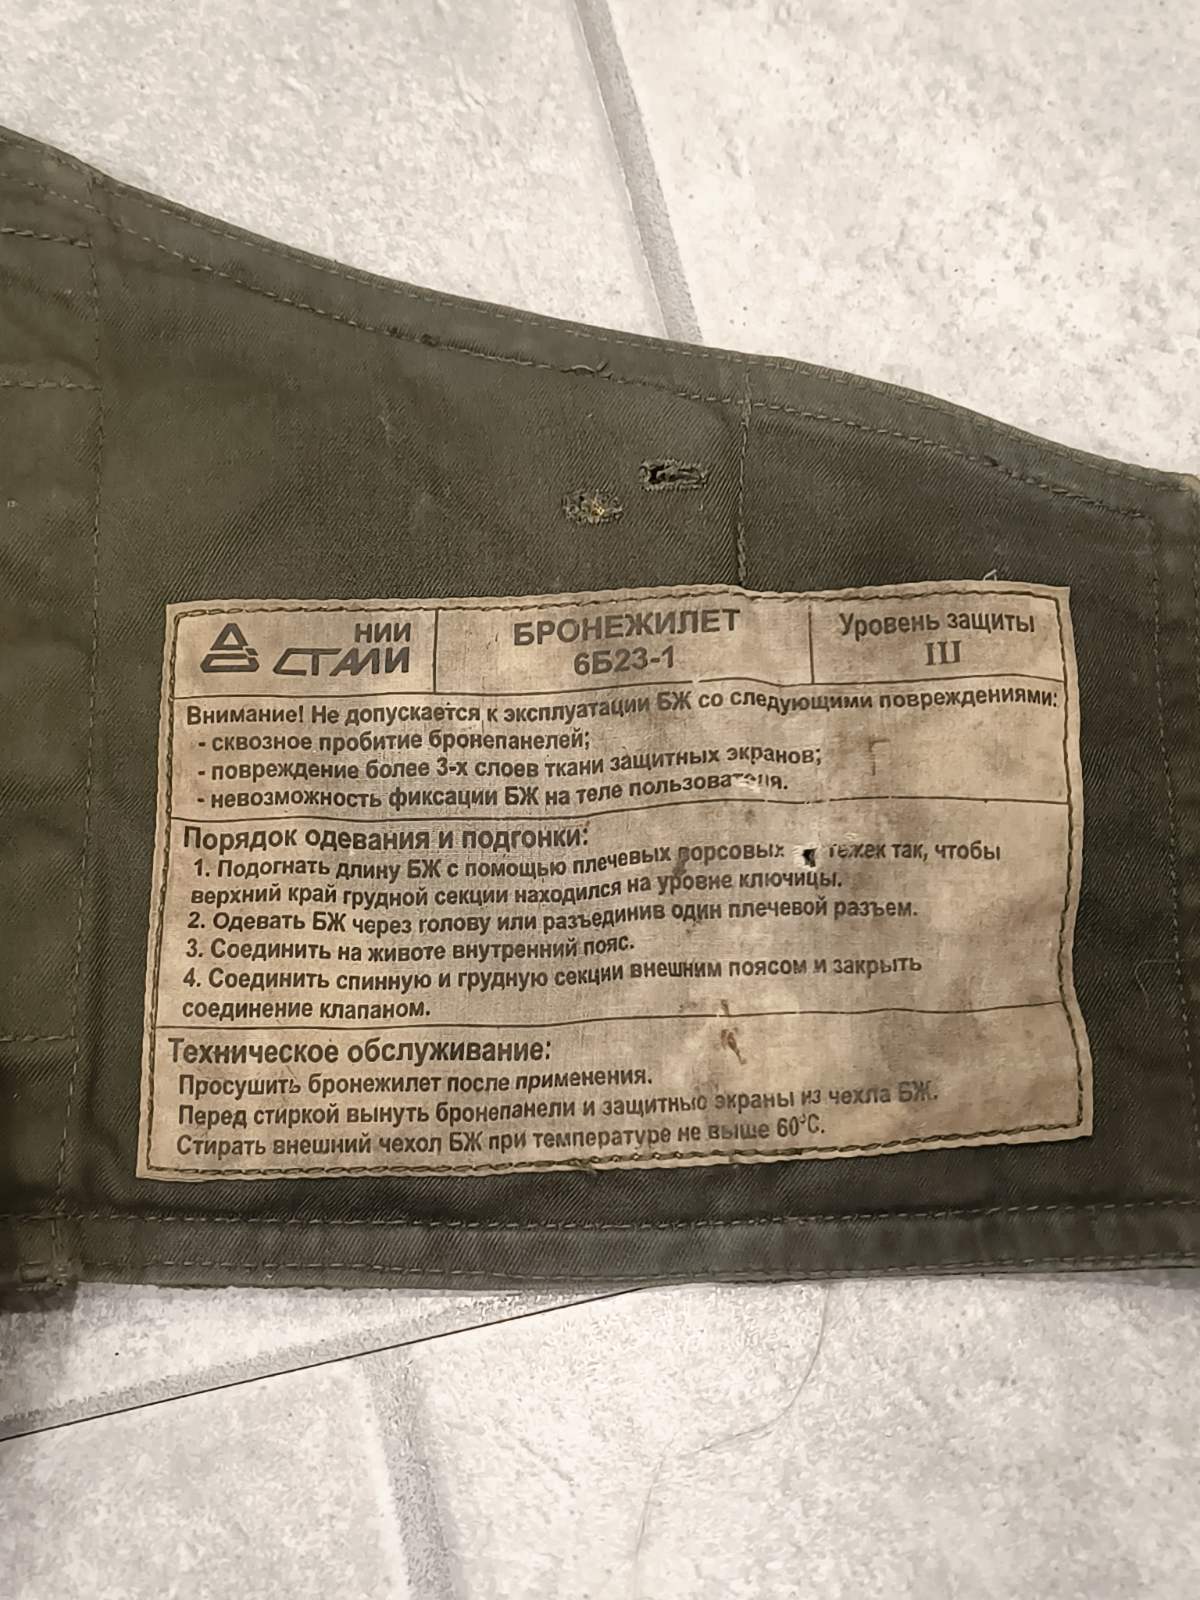 НИИ
СТАЛИ
БРОНЕЖИЛЕТ
6Б23-1
Уровень защиты
III
Внимание! Не допускается к эксплуатации БЖ со следующими повреждениями:
- сквозное пробитие бронепанелей;
- повреждение более 3-х слоев ткани защитных экранов;
- невозможность фиксации БЖ на теле пользователя.
Порядок одевания и подгонки:
1. Подогнать длину БЖ с помощью плечевых ворсовых так, чтобы
верхний край грудной секции находился на уровне ключицы.
2. Одевать БЖ через голову или разъединив один плечевой разъем.
3. Соединить на животе внутренний пояс.
4. Соединить спинную и грудную секции внешним поясом и закрыть
соединение клапаном.
Техническое обслуживание:
Просушить бронежилет после применения.
Перед стиркой вынуть бронепанели и защитные экраны из чехла БЖ.
Стирать внешний чехол БЖ при температуре не выше 60°С.